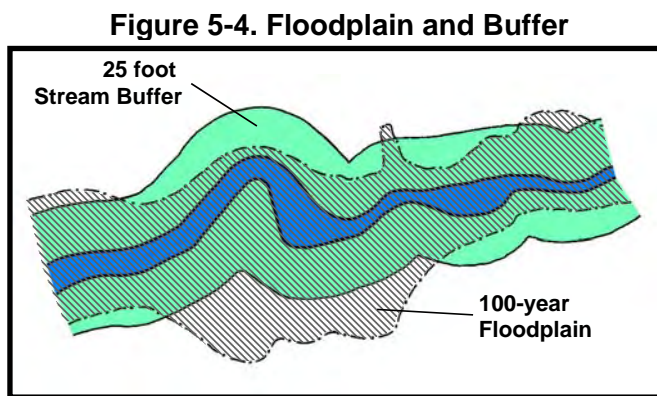 Figure 5-4. Floodplain and Buffer
25 foot
Stream Buffer
100-year
Floodplain